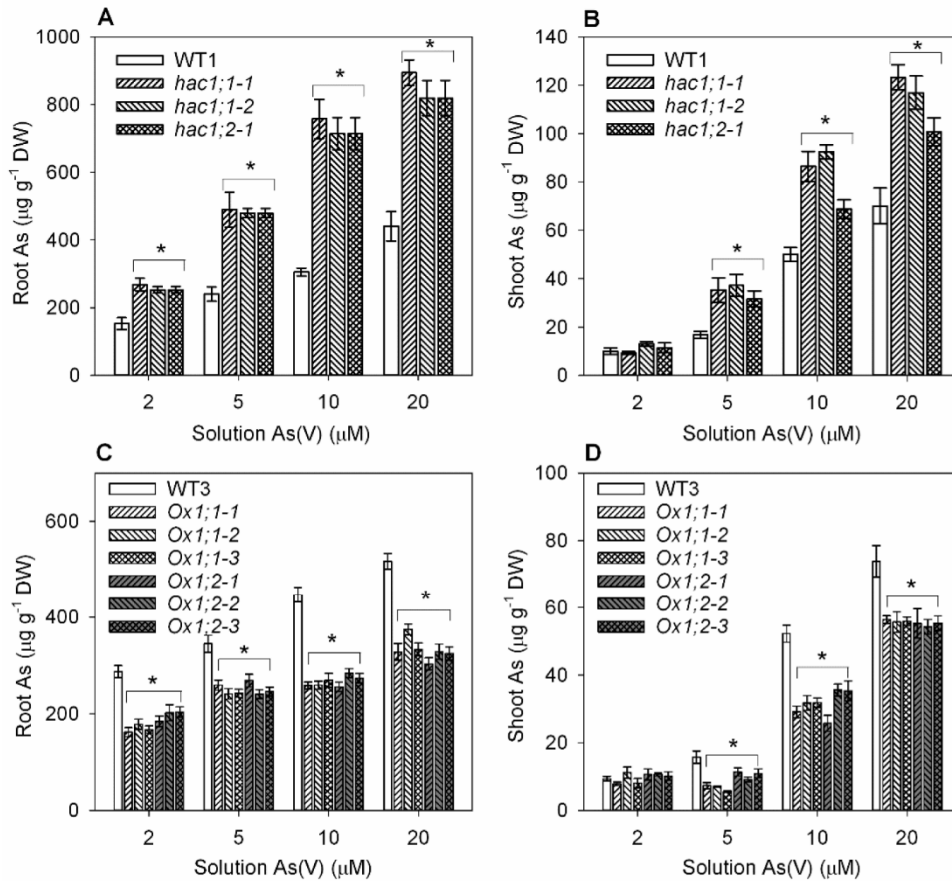 A
1000
800
600
400
200
0
Root As (µg g⁻¹ DW)
WT1
hac1;1-1
hac1;1-2
hac1;2-1
*
*
*
*
2 5 10 20
Solution As(V) (µM)
B
140
120
100
80
60
40
20
0
Shoot As (µg g⁻¹ DW)
WT1
hac1;1-1
hac1;1-2
hac1;2-1
*
*
*
2 5 10 20
Solution As(V) (µM)
C
600
400
200
0
Root As (µg g⁻¹ DW)
WT3
Ox1;1-1
Ox1;1-2
Ox1;1-3
Ox1;2-1
Ox1;2-2
Ox1;2-3
*
*
*
*
2 5 10 20
Solution As(V) (µM)
D
100
80
60
40
20
0
Shoot As (µg g⁻¹ DW)
WT3
Ox1;1-1
Ox1;1-2
Ox1;1-3
Ox1;2-1
Ox1;2-2
Ox1;2-3
*
*
*
2 5 10 20
Solution As(V) (µM)